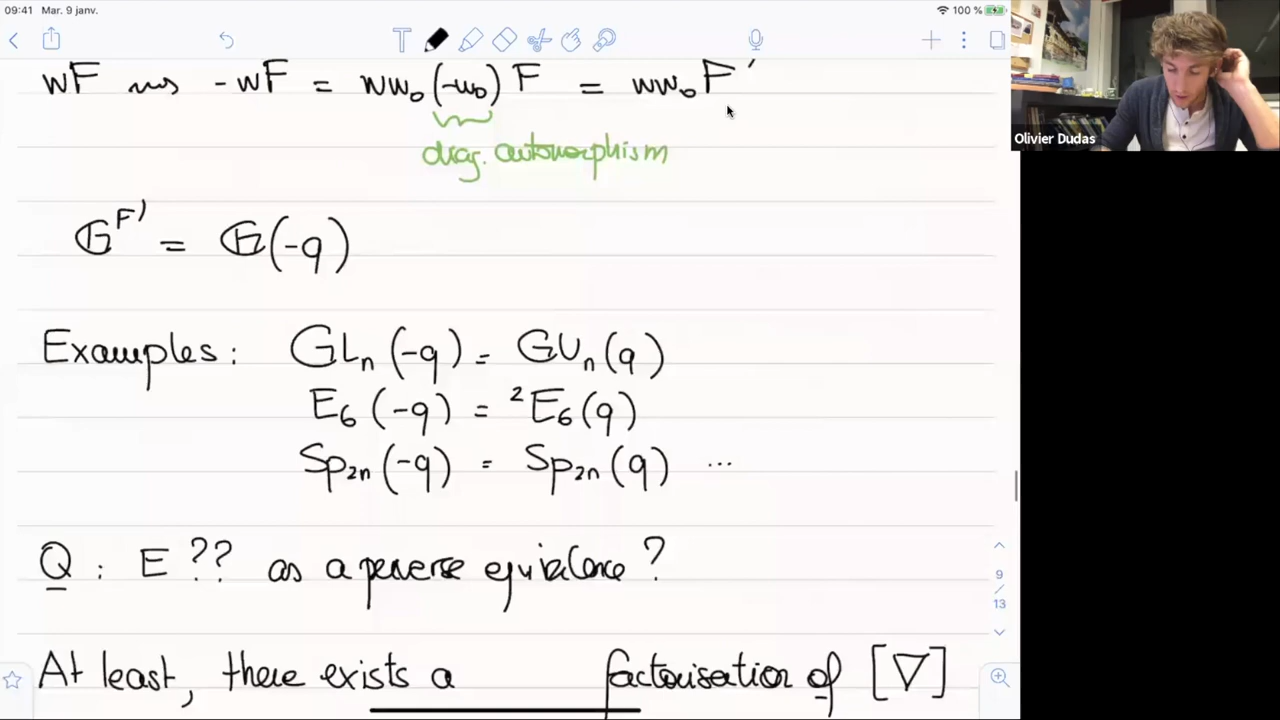 09:41 Mar. 9 janv.
100 %
wF ⇝ -wF = ww₀(-w₀) F = ww₀F′
diag. automorphism
Olivier Dudas
𝔾^F′ = 𝔾(-q)
Examples: GLₙ(-q) = GUₙ(q)
E₆(-q) = ²E₆(q)
Sp₂ₙ(-q) = Sp₂ₙ(q) ...
Q : E ?? as a perverse equivalence ?
9
/
13
At least, there exists a factorisation of [∇]